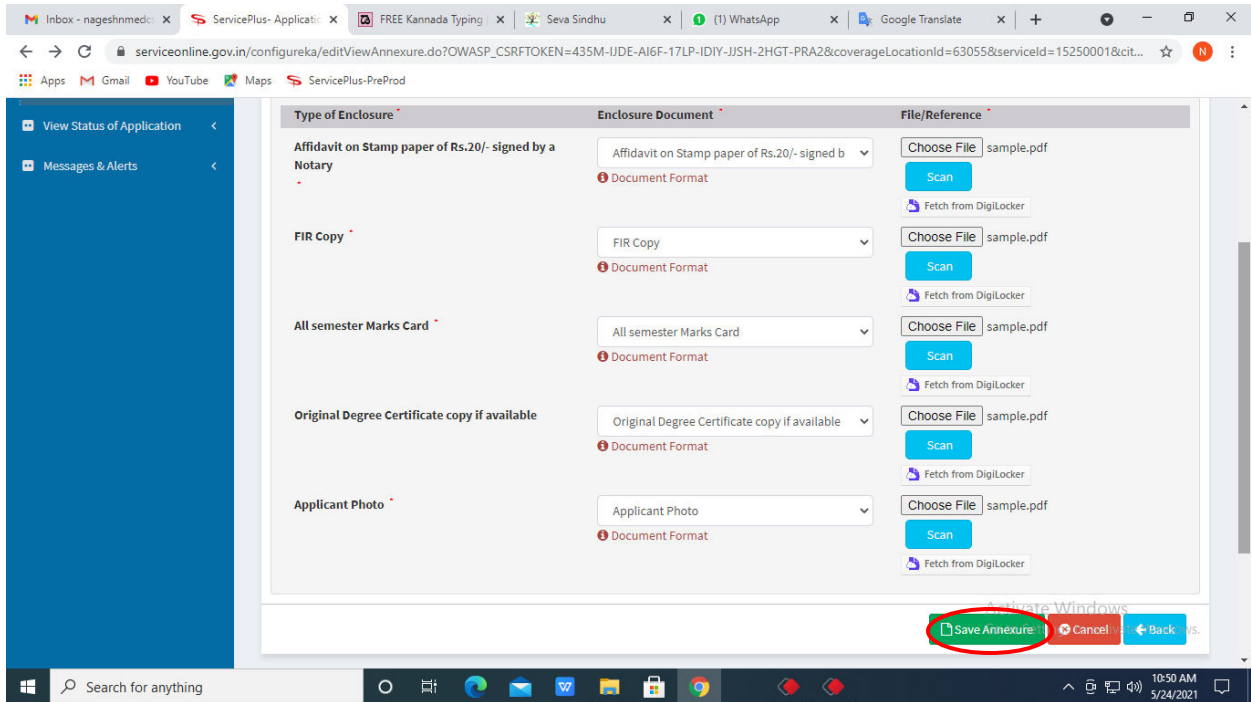 Inbox - nageshnmedc
ServicePlus- Applicatic
FREE Kannada Typing
Seva Sindhu
(1) WhatsApp
Google Translate
serviceonline.gov.in/configureka/editViewAnnexure.do?OWASP_CSRFTOKEN=435M-IJDE-AI6F-17LP-IDIY-JJSH-2HGT-PRA2&coverageLocationId=63055&serviceId=15250001&cit...
N
Apps Gmail YouTube Maps ServicePlus-PreProd
View Status of Application
Messages & Alerts
Type of Enclosure * Enclosure Document * File/Reference *
Affidavit on Stamp paper of Rs.20/- signed by a
Notary
*
Affidavit on Stamp paper of Rs.20/- signed b
Document Format
Choose File sample.pdf
Scan
Fetch from DigiLocker
FIR Copy *
FIR Copy
Document Format
Choose File sample.pdf
Scan
Fetch from DigiLocker
All semester Marks Card *
All semester Marks Card
Document Format
Choose File sample.pdf
Scan
Fetch from DigiLocker
Original Degree Certificate copy if available
Original Degree Certificate copy if available
Document Format
Choose File sample.pdf
Scan
Fetch from DigiLocker
Applicant Photo *
Applicant Photo
Document Format
Choose File sample.pdf
Scan
Fetch from DigiLocker
Activate Windows
Save Annexure Cancel Back
Search for anything
10:50 AM
5/24/2021